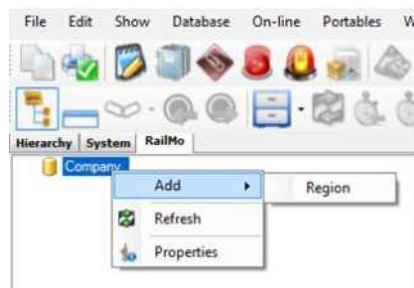 File Edit Show Database On-line Portables W
Hierarchy System RailMo
Company
Add Region
Refresh
Properties